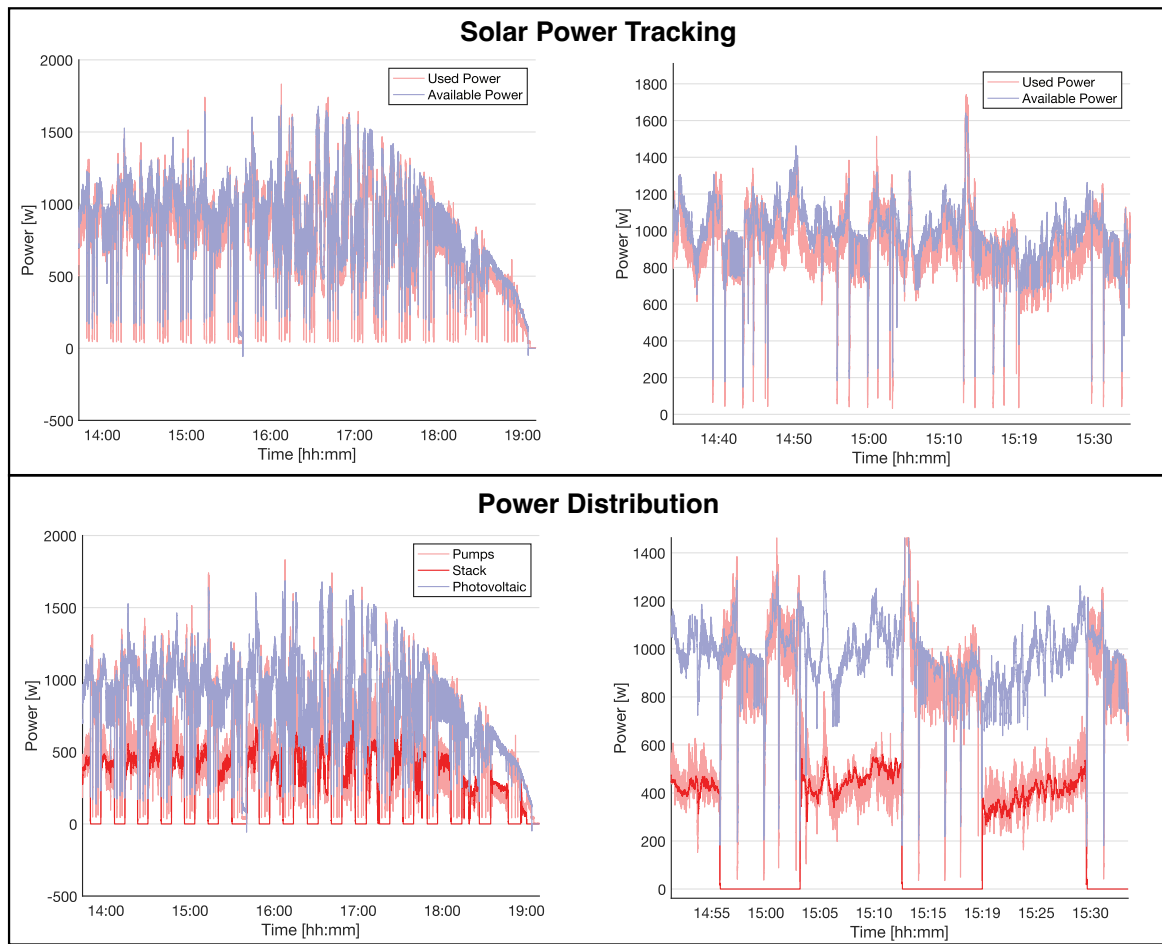 Solar Power Tracking
2000
1500
1000
500
0
-500
Power [w]
Used Power
Available Power
14:00 15:00 16:00 17:00 18:00 19:00
Time [hh:mm]
1800
1600
1400
1200
1000
800
600
400
200
0
Power [w]
Used Power
Available Power
14:40 14:50 15:00 15:10 15:19 15:30
Time [hh:mm]
Power Distribution
2000
1500
1000
500
0
-500
Power [w]
Pumps
Stack
Photovoltaic
14:00 15:00 16:00 17:00 18:00 19:00
Time [hh:mm]
1400
1200
1000
800
600
400
200
0
Power [w]
14:55 15:00 15:05 15:10 15:15 15:19 15:25 15:30
Time [hh:mm]